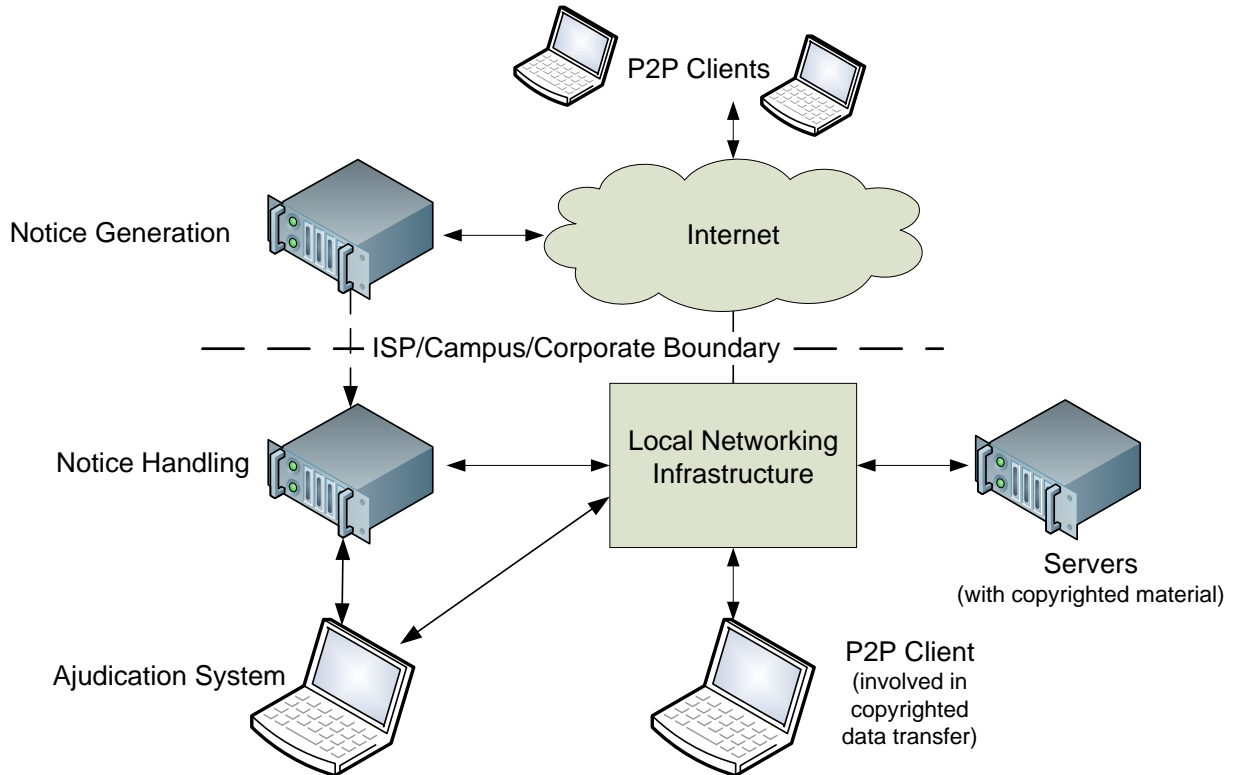 P2P Clients
Notice Generation
Internet
ISP/Campus/Corporate Boundary
Notice Handling
Local Networking
Infrastructure
Servers
(with copyrighted material)
Ajudication System
P2P Client
(involved in
copyrighted
data transfer)